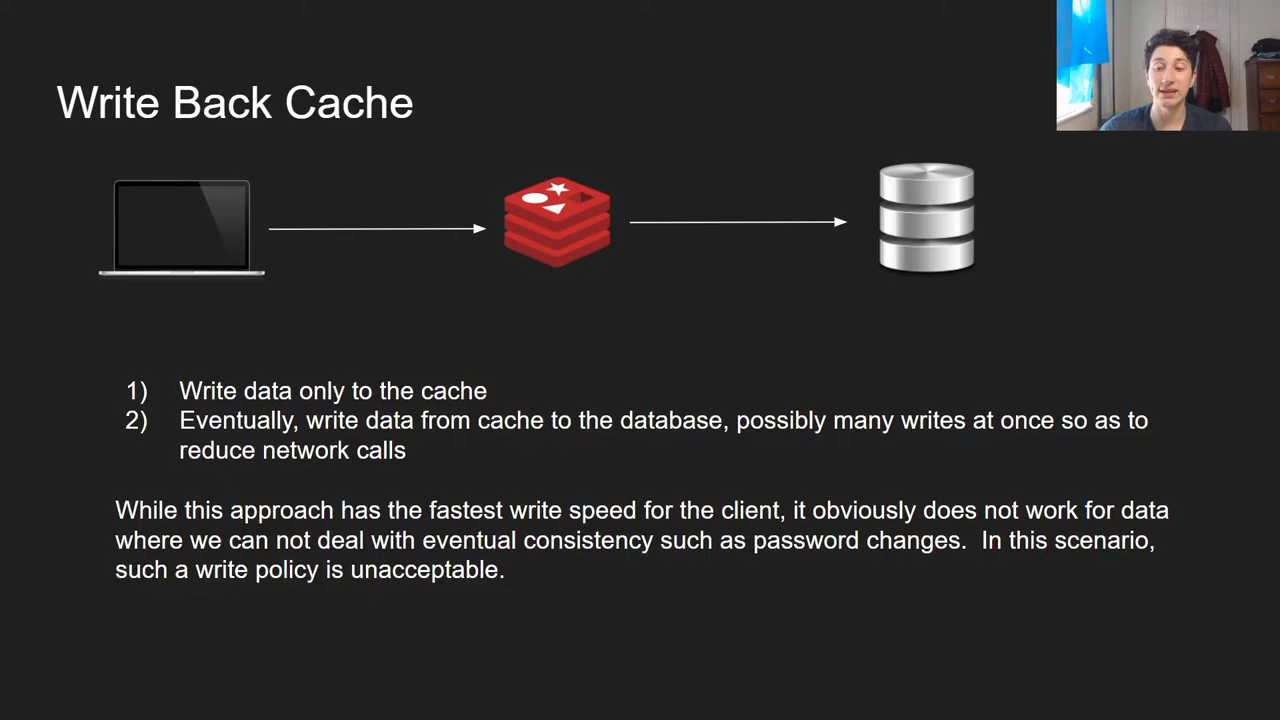 Write Back Cache
1) Write data only to the cache
2) Eventually, write data from cache to the database, possibly many writes at once so as to
reduce network calls
While this approach has the fastest write speed for the client, it obviously does not work for data
where we can not deal with eventual consistency such as password changes.  In this scenario,
such a write policy is unacceptable.